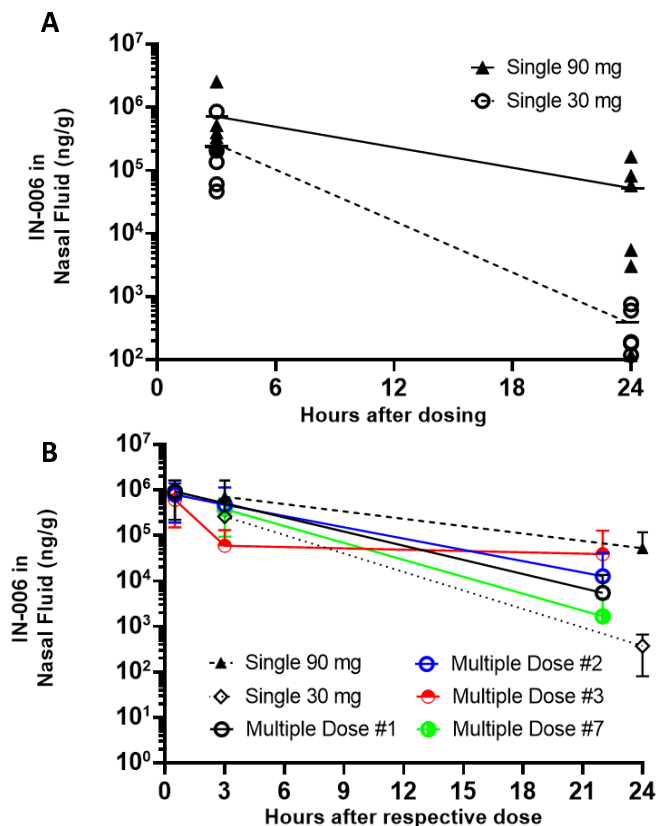 A
IN-006 in
Nasal Fluid (ng/g)
10⁷
10⁶
10⁵
10⁴
10³
10²
Single 90 mg
Single 30 mg
0 6 12 18 24
Hours after dosing
B
IN-006 in
Nasal Fluid (ng/g)
10⁷
10⁶
10⁵
10⁴
10³
10²
10¹
10⁰
Single 90 mg
Single 30 mg
Multiple Dose #1
Multiple Dose #2
Multiple Dose #3
Multiple Dose #7
0 3 6 9 12 15 18 21 24
Hours after respective dose